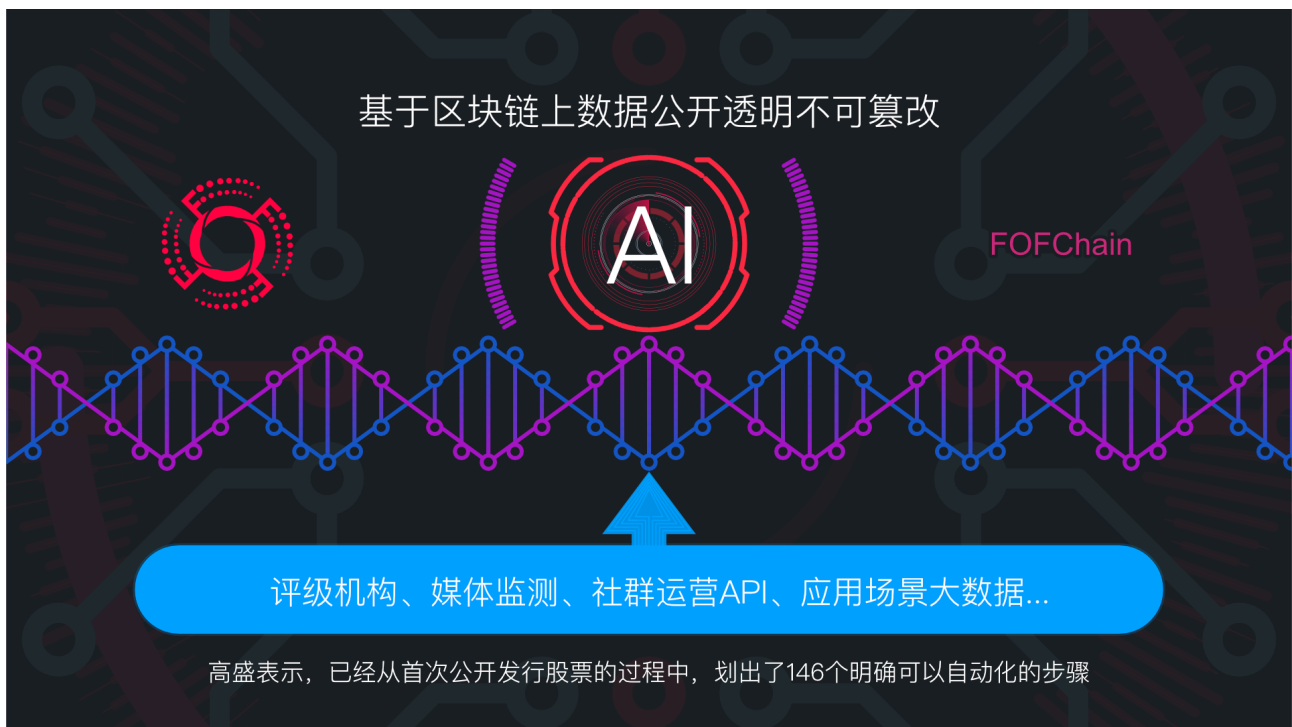 基于区块链上数据公开透明不可篡改
AI
FOFChain
评级机构、媒体监测、社群运营API、应用场景大数据...
高盛表示，已经从首次公开发行股票的过程中，划出了146个明确可以自动化的步骤